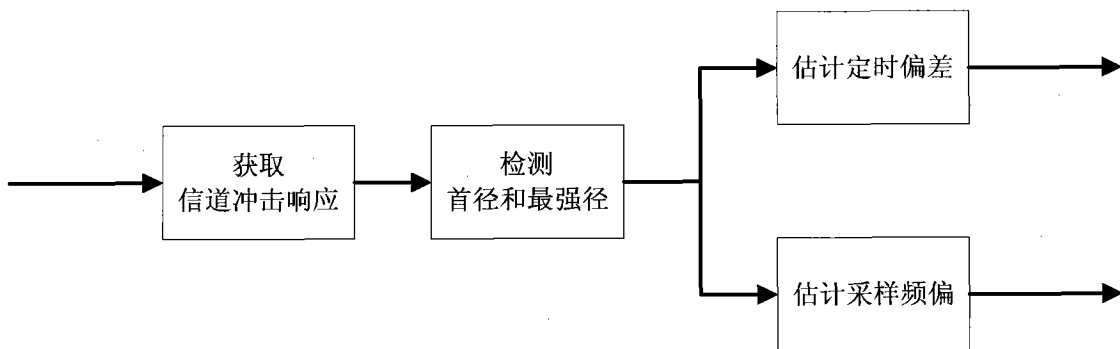 获取
信道冲击响应
检测
首径和最强径
估计定时偏差
估计采样频偏